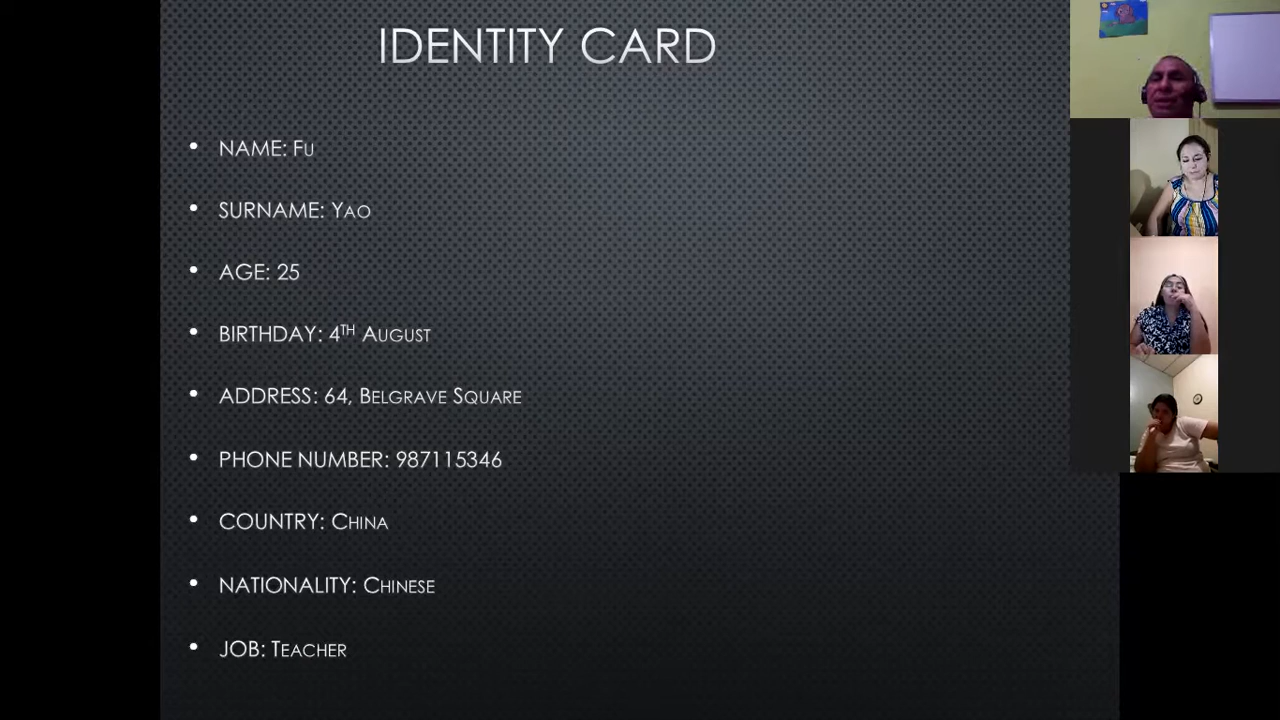 IDENTITY CARD
• NAME: Fu
• SURNAME: Yao
• AGE: 25
• BIRTHDAY: 4TH August
• ADDRESS: 64, Belgrave Square
• PHONE NUMBER: 987115346
• COUNTRY: China
• NATIONALITY: Chinese
• JOB: Teacher